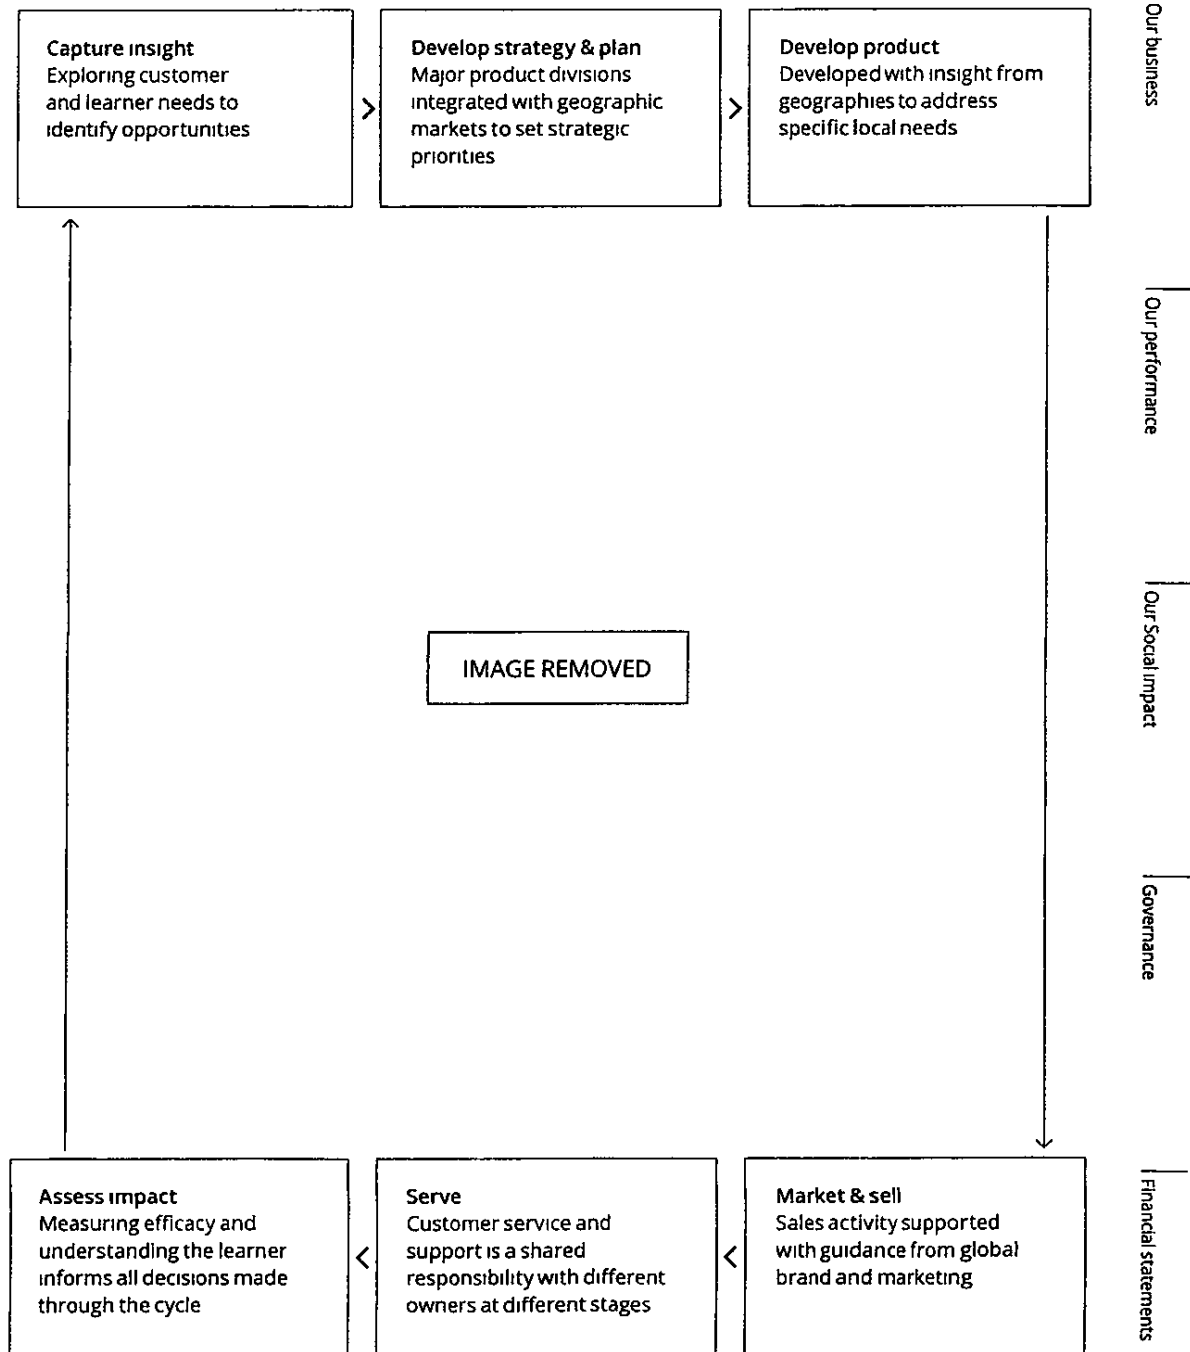 Capture insight
Exploring customer
and learner needs to
identify opportunities
Develop strategy & plan
Major product divisions
integrated with geographic
markets to set strategic
priorities
Develop product
Developed with insight from
geographies to address
specific local needs
IMAGE REMOVED
Assess impact
Measuring efficacy and
understanding the learner
informs all decisions made
through the cycle
Serve
Customer service and
support is a shared
responsibility with different
owners at different stages
Market & sell
Sales activity supported
with guidance from global
brand and marketing
Our business
Our performance
Our Social impact
Governance
Financial statements